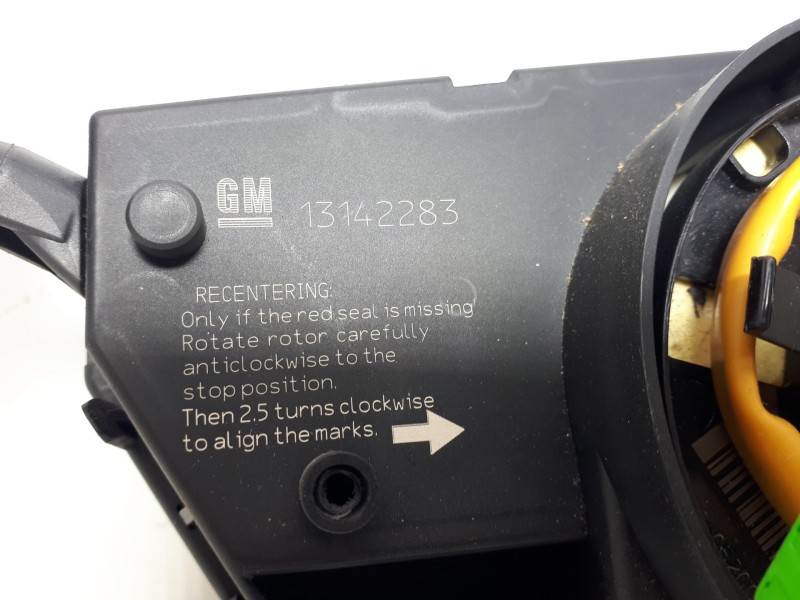 GM 13142283
RECENTERING:
Only if the red seal is missing
Rotate rotor carefully
anticlockwise to the
stop position.
Then 2.5 turns clockwise
to align the marks.